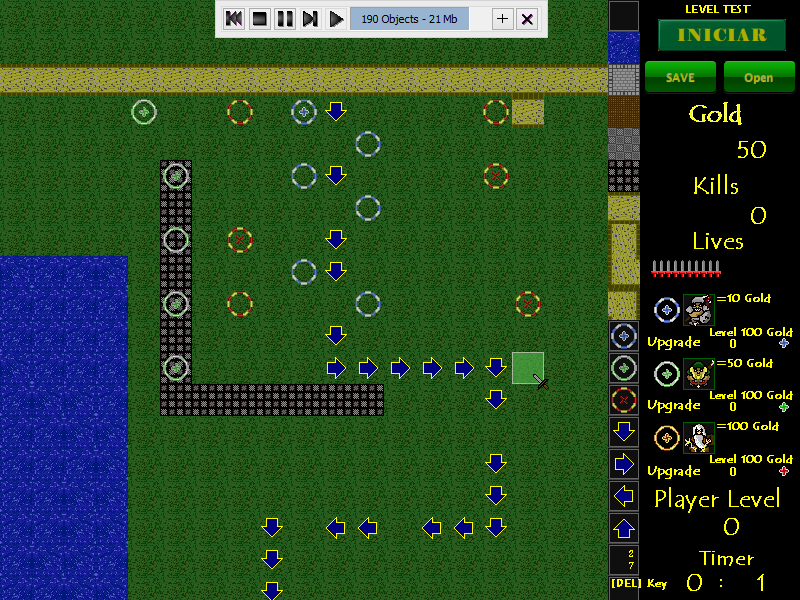 190 Objects - 21 Mb
LEVEL TEST
INICIAR
SAVE
Open
Gold
50
Kills
0
Lives
=10 Gold
Level 100 Gold
Upgrade 0
=50 Gold
Level 100 Gold
Upgrade 0
=100 Gold
Level 100 Gold
Upgrade 0
Player Level
0
2
7
Timer
[DEL] Key
0 : 1